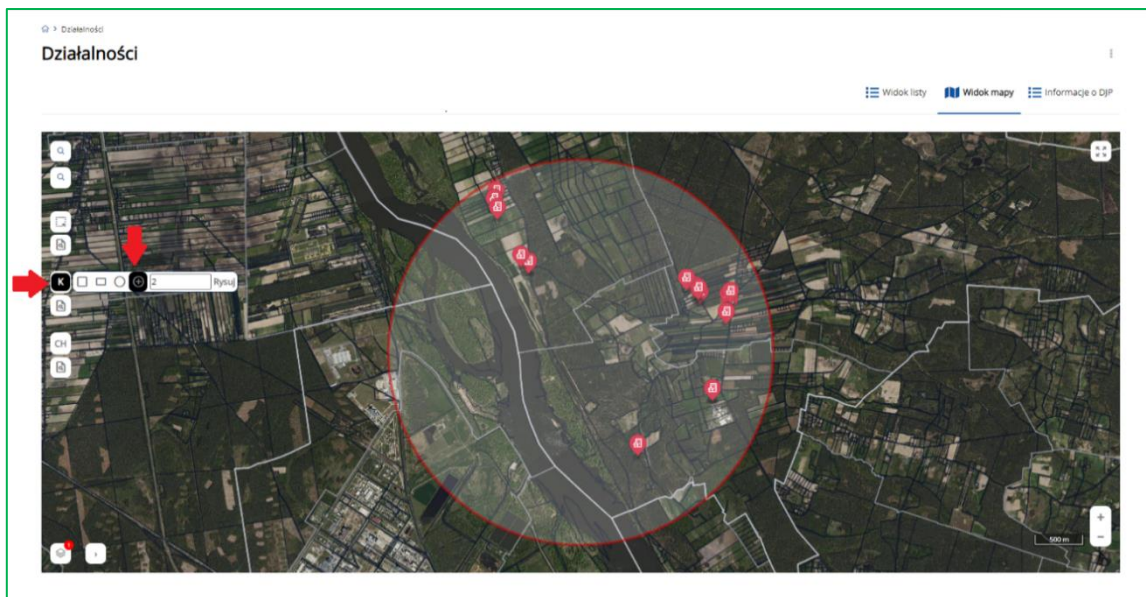 > Działalności
Działalności
Widok listy
Widok mapy
Informacje o DJP
K
2
Rysuj
CH
500 m
+
−